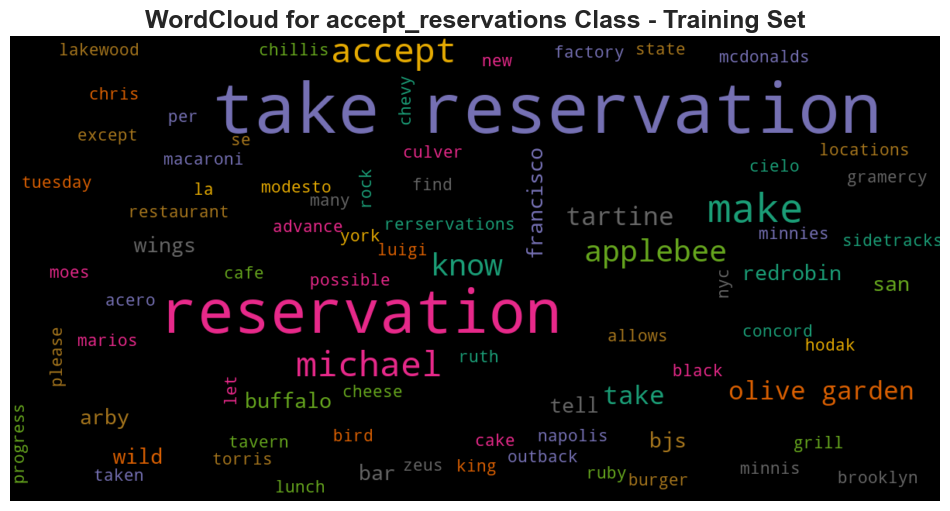 WordCloud for accept_reservations Class - Training Set
lakewood
chillis
accept
new
factory
state
mcdonalds
chris
per
take reservation
chevy
except
se
macaroni
culver
francisco
cielo
locations
gramercy
tuesday
la
modesto
many
rock
find
restaurant
advance
york
rerservations
tartine
make
minnies
sidetracks
wings
luigi
know
applebee
moes
cafe
possible
nyc
redrobin
san
acero
reservation
please
marios
allows
concord
hodak
michael
ruth
black
let
buffalo
cheese
take
olive garden
progress
arby
tell
wild
tavern
bird
cake
napolis
bjs
grill
taken
torris
bar
zeus
king
outback
ruby
burger
minnis
brooklyn
lunch